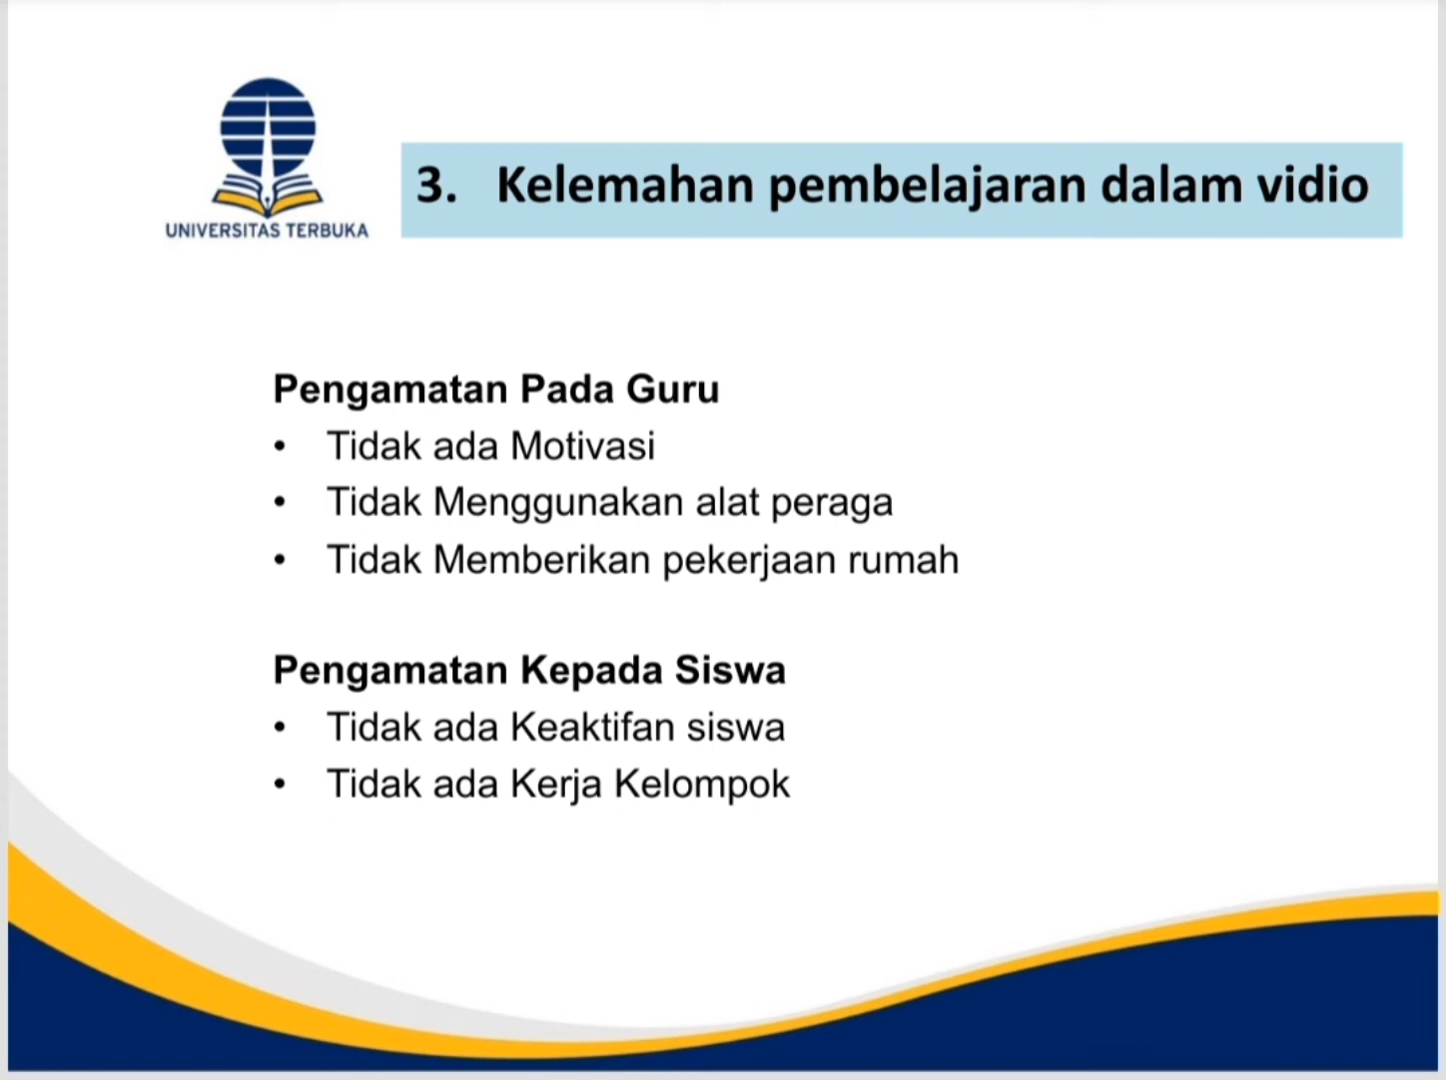 UNIVERSITAS TERBUKA
3. Kelemahan pembelajaran dalam vidio
Pengamatan Pada Guru
• Tidak ada Motivasi
• Tidak Menggunakan alat peraga
• Tidak Memberikan pekerjaan rumah
Pengamatan Kepada Siswa
• Tidak ada Keaktifan siswa
• Tidak ada Kerja Kelompok